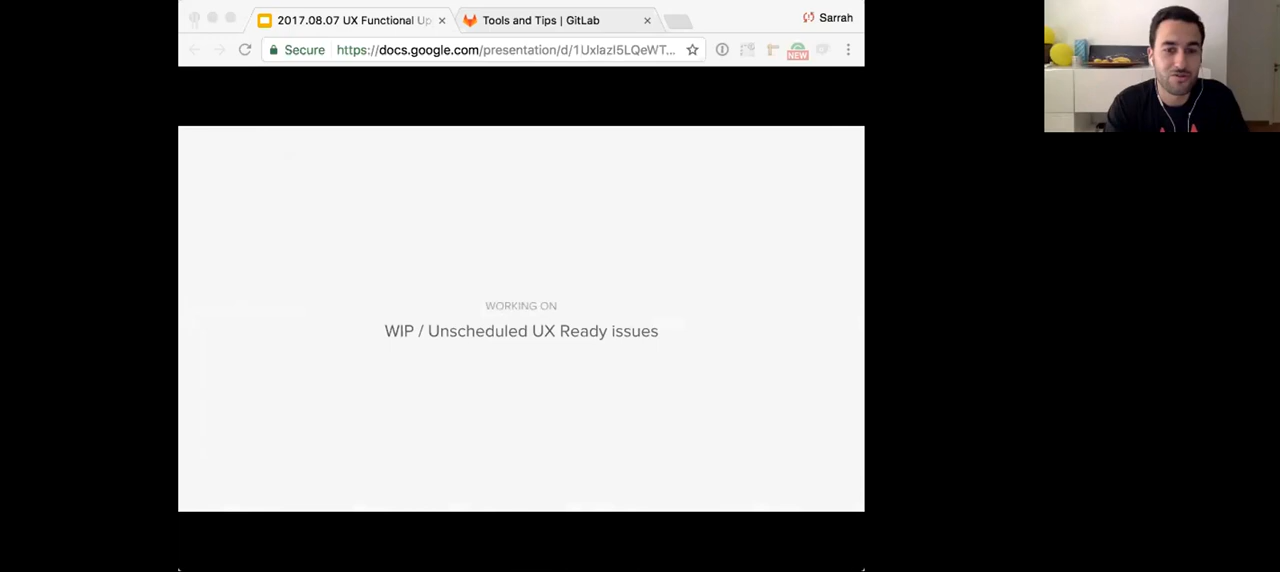 2017.08.07 UX Functional Up
Tools and Tips | GitLab
Sarrah
Secure
https://docs.google.com/presentation/d/1UxIazI5LQeWT...
NEW
WORKING ON
WIP / Unscheduled UX Ready issues